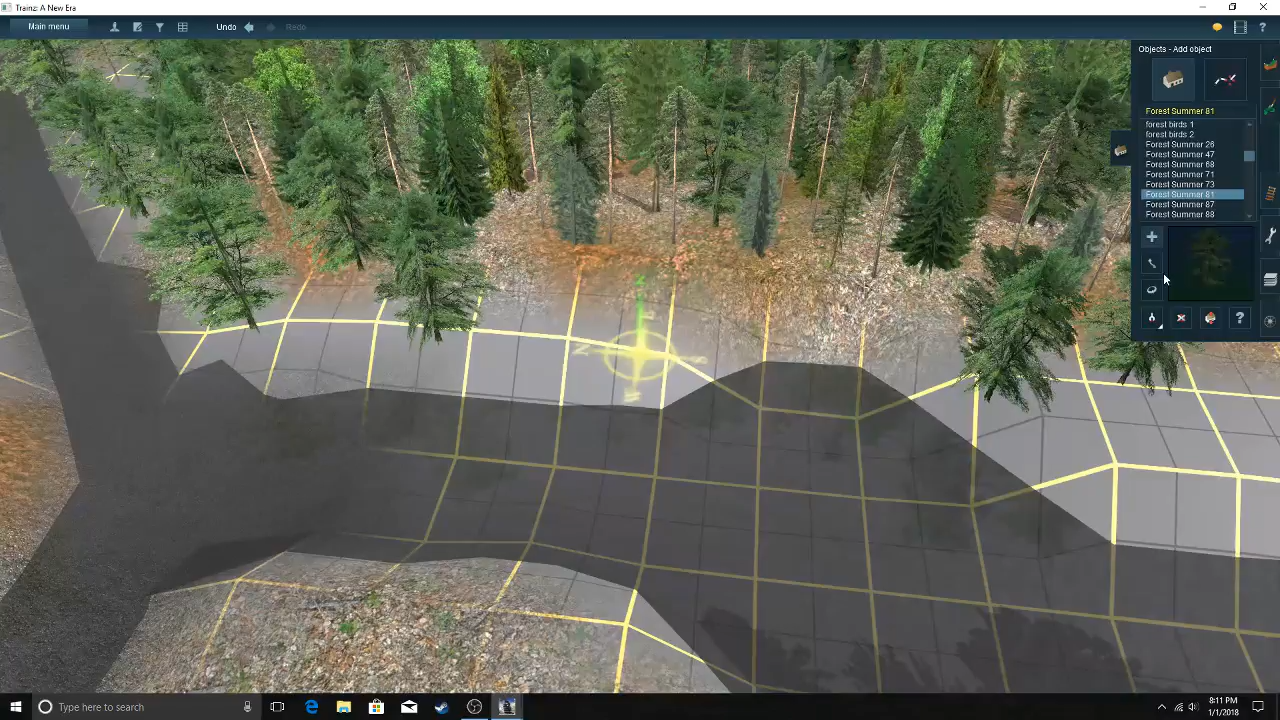 Trainz: A New Era
Main menu
Undo
Redo
Objects - Add object
Forest Summer 81
forest birds 1
forest birds 2
Forest Summer 26
Forest Summer 47
Forest Summer 68
Forest Summer 71
Forest Summer 73
Forest Summer 81
Forest Summer 87
Forest Summer 88
Type here to search
8:11 PM
1/1/2018